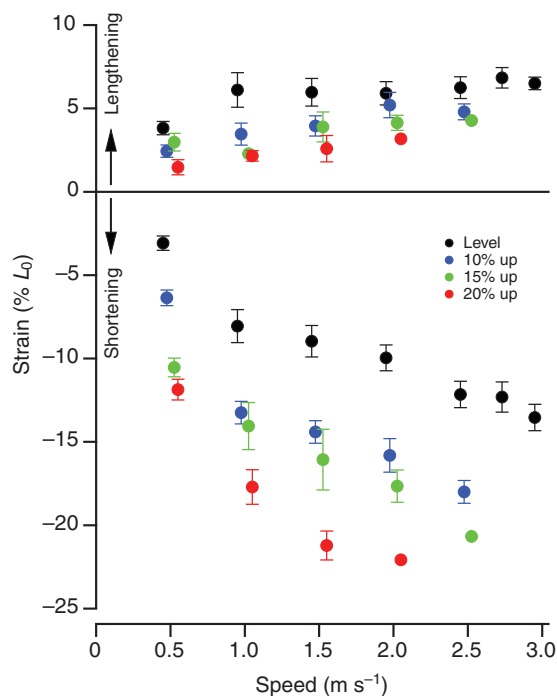 10
5
0
−5
−10
−15
−20
−25
Strain (% L0)
Lengthening
Shortening
Level
10% up
15% up
20% up
0 0.5 1.0 1.5 2.0 2.5 3.0
Speed (m s−1)